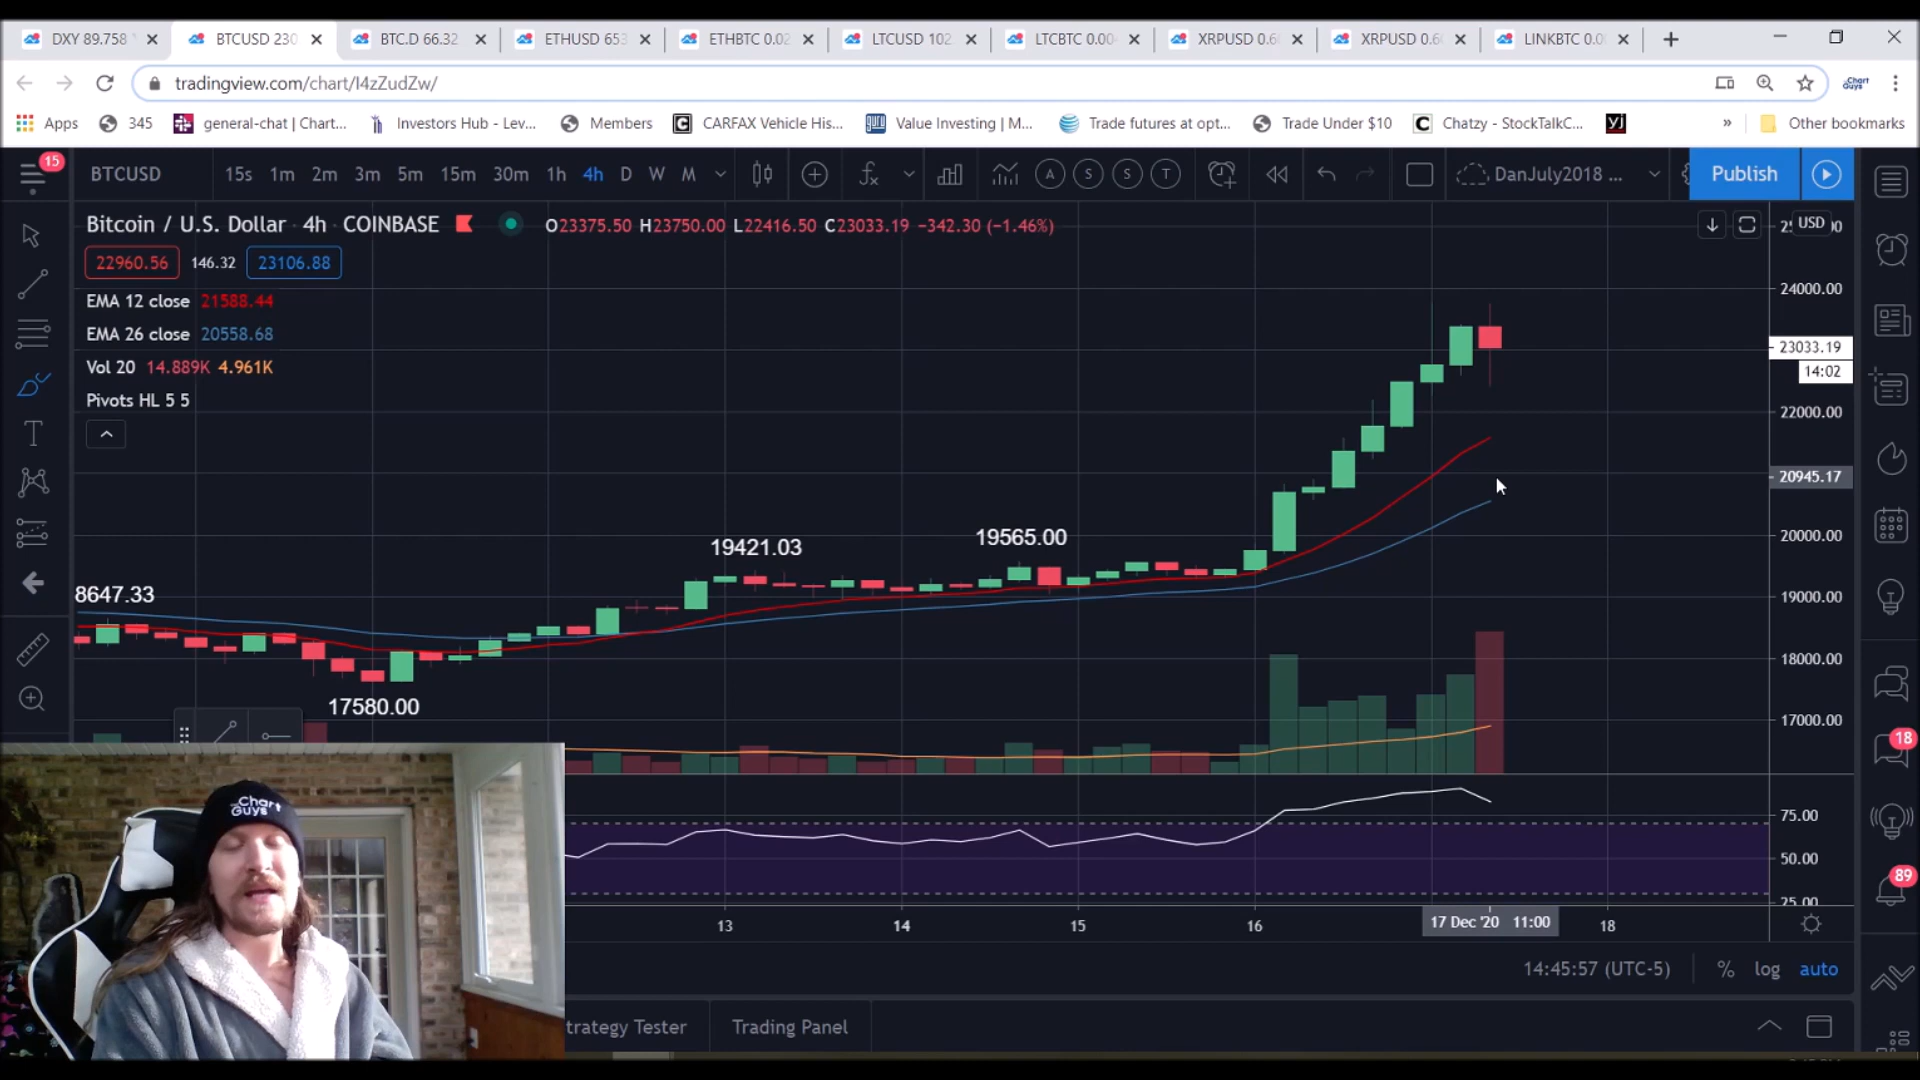 DXY 89.758
BTCUSD 230
BTC.D 66.32
ETHUSD 653
ETHBTC 0.02
LTCUSD 102
LTCBTC 0.00
XRPUSD 0.6
XRPUSD 0.6
LINKBTC 0.0
tradingview.com/chart/I4zZudZw/
Chart
GUYS
Apps
345
general-chat | Chart...
Investors Hub - Lev...
Members
CARFAX Vehicle His...
Value Investing | M...
Trade futures at opt...
Trade Under $10
Chatzy - StockTalkC...
YJ
»
Other bookmarks
15
BTCUSD
15s 1m 2m 3m 5m 15m 30m 1h 4h D W M
A S S T
DanJuly2018 ...
Publish
Bitcoin / U.S. Dollar 4h COINBASE
O23375.50 H23750.00 L22416.50 C23033.19 −342.30 (−1.46%)
USD
22960.56 146.32 23106.88
EMA 12 close 21588.44
EMA 26 close 20558.68
Vol 20 14.889K 4.961K
Pivots HL 5 5
24000.00
23033.19
14:02
22000.00
20945.17
20000.00
19000.00
18000.00
17000.00
19421.03
19565.00
8647.33
17580.00
18
75.00
50.00
25.00
89
Chart
Guys
13 14 15 16 17 Dec '20 11:00 18
14:45:57 (UTC-5) % log auto
trategy Tester
Trading Panel